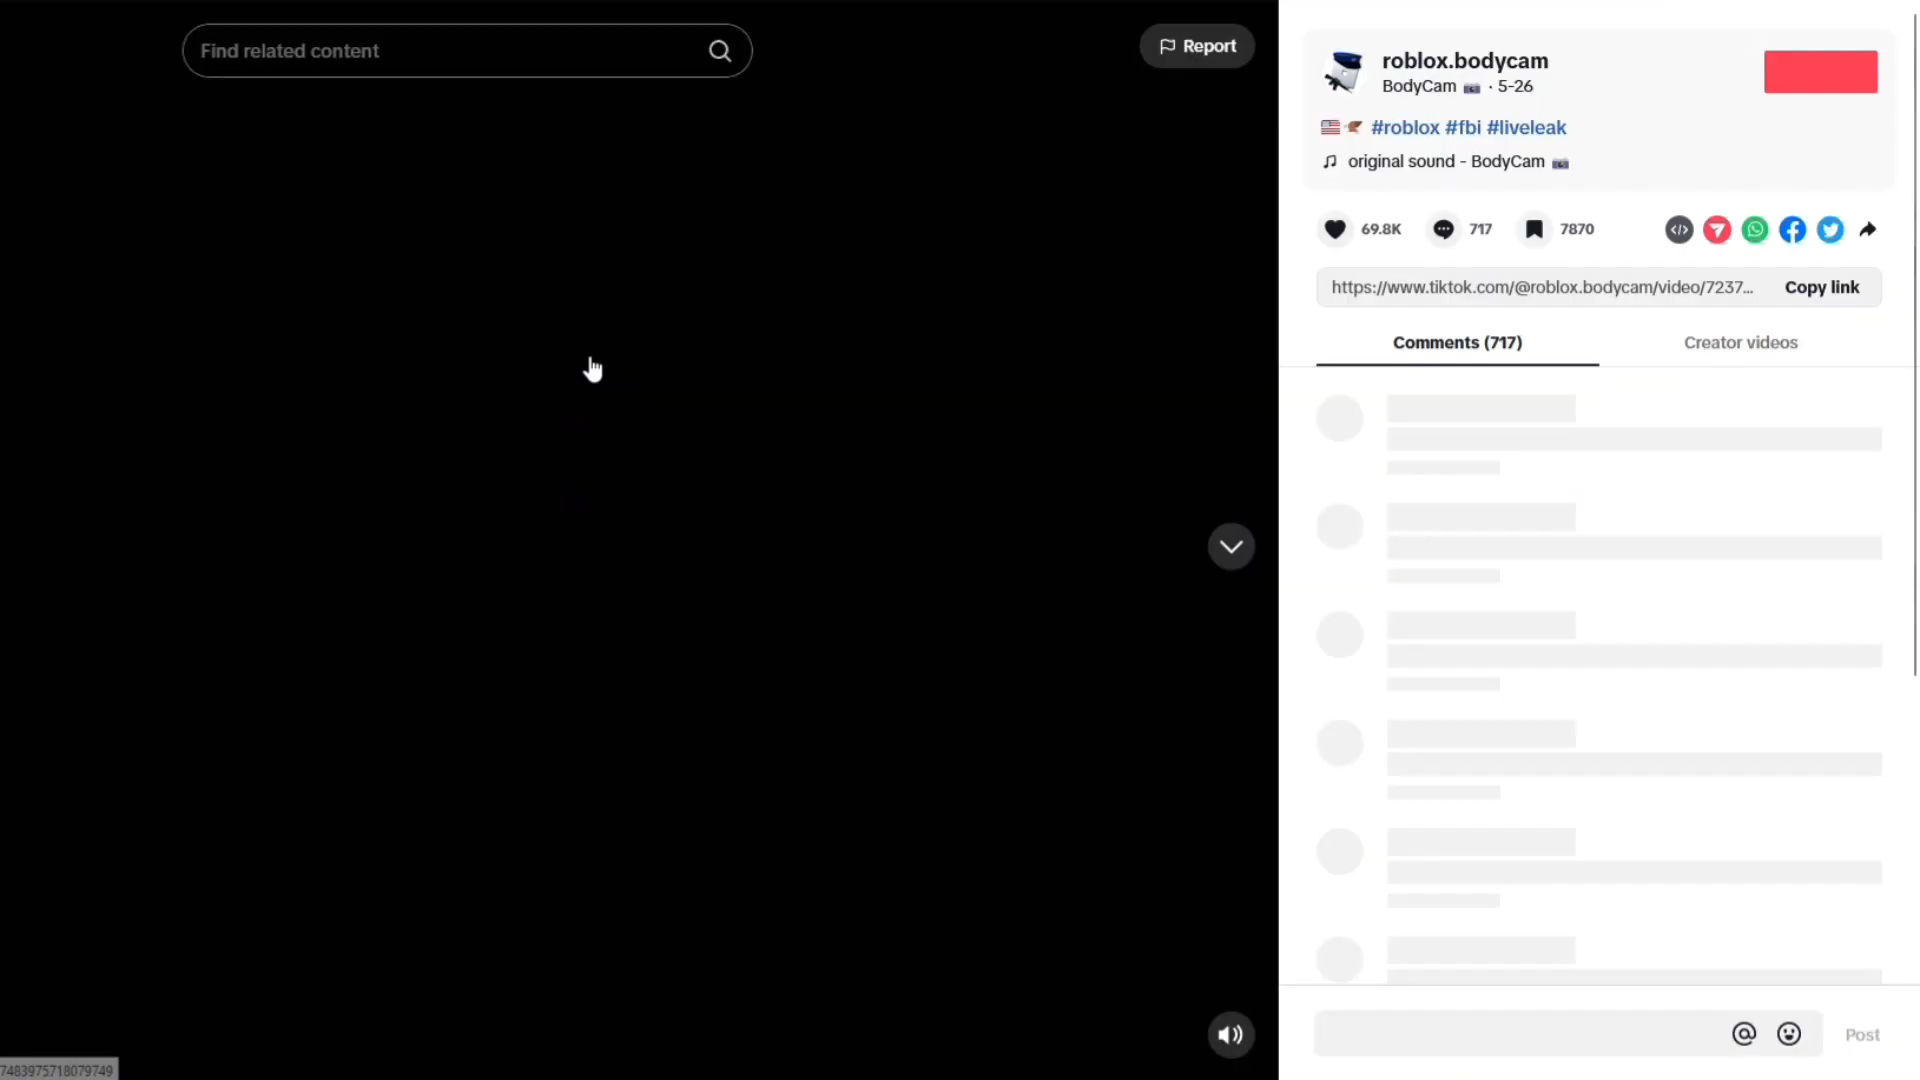 Find related content
Report
roblox.bodycam
BodyCam 📷 · 5-26
🇺🇸🦅 #roblox #fbi #liveleak
original sound - BodyCam 📷
69.8K
717
7870
https://www.tiktok.com/@roblox.bodycam/video/7237...
Copy link
Comments (717)
Creator videos
Post
7483975718079749